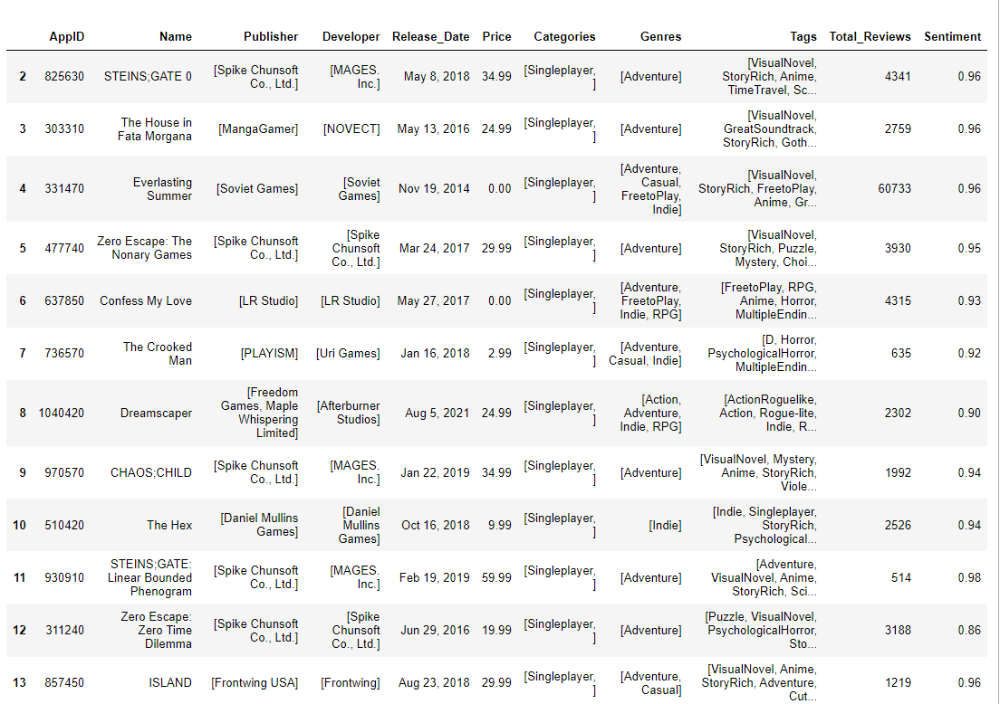 AppID Name Publisher Developer Release_Date Price Categories Genres Tags Total_Reviews Sentiment
2 825630 STEINS;GATE 0 [Spike Chunsoft Co., Ltd.] [MAGES. Inc.] May 8, 2018 34.99 [Singleplayer, ] [Adventure] [VisualNovel, StoryRich, Anime, TimeTravel, Sc... 4341 0.96
3 303310 The House in Fata Morgana [MangaGamer] [NOVECT] May 13, 2016 24.99 [Singleplayer, ] [Adventure] [VisualNovel, GreatSoundtrack, StoryRich, Goth... 2759 0.96
4 331470 Everlasting Summer [Soviet Games] [Soviet Games] Nov 19, 2014 0.00 [Singleplayer, ] [Adventure, Casual, FreetoPlay, Indie] [VisualNovel, StoryRich, FreetoPlay, Anime, Gr... 60733 0.96
5 477740 Zero Escape: The Nonary Games [Spike Chunsoft Co., Ltd.] [Spike Chunsoft Co., Ltd.] Mar 24, 2017 29.99 [Singleplayer, ] [Adventure] [VisualNovel, StoryRich, Puzzle, Mystery, Choi... 3930 0.95
6 637850 Confess My Love [LR Studio] [LR Studio] May 27, 2017 0.00 [Singleplayer, ] [Adventure, FreetoPlay, Indie, RPG] [FreetoPlay, RPG, Anime, Horror, MultipleEndin... 4315 0.93
7 736570 The Crooked Man [PLAYISM] [Uri Games] Jan 16, 2018 2.99 [Singleplayer, ] [Adventure, Casual, Indie] [D, Horror, PsychologicalHorror, MultipleEndin... 635 0.92
8 1040420 Dreamscaper [Freedom Games, Maple Whispering Limited] [Afterburner Studios] Aug 5, 2021 24.99 [Singleplayer, ] [Action, Adventure, Indie, RPG] [ActionRoguelike, Action, Rogue-lite, Indie, R... 2302 0.90
9 970570 CHAOS;CHILD [Spike Chunsoft Co., Ltd.] [MAGES. Inc.] Jan 22, 2019 34.99 [Singleplayer, ] [Adventure] [VisualNovel, Mystery, Anime, StoryRich, Viole... 1992 0.94
10 510420 The Hex [Daniel Mullins Games] [Daniel Mullins Games] Oct 16, 2018 9.99 [Singleplayer, ] [Indie] [Indie, Singleplayer, StoryRich, Psychological... 2526 0.94
11 930910 STEINS;GATE: Linear Bounded Phenogram [Spike Chunsoft Co., Ltd.] [MAGES. Inc.] Feb 19, 2019 59.99 [Singleplayer, ] [Adventure] [Adventure, VisualNovel, Anime, StoryRich, Sci... 514 0.98
12 311240 Zero Escape: Zero Time Dilemma [Spike Chunsoft Co., Ltd.] [Spike Chunsoft Co., Ltd.] Jun 29, 2016 19.99 [Singleplayer, ] [Adventure] [Puzzle, VisualNovel, PsychologicalHorror, Sto... 3188 0.86
13 857450 ISLAND [Frontwing USA] [Frontwing] Aug 23, 2018 29.99 [Singleplayer, ] [Adventure, Casual] [VisualNovel, Anime, StoryRich, Adventure, Cut... 1219 0.96